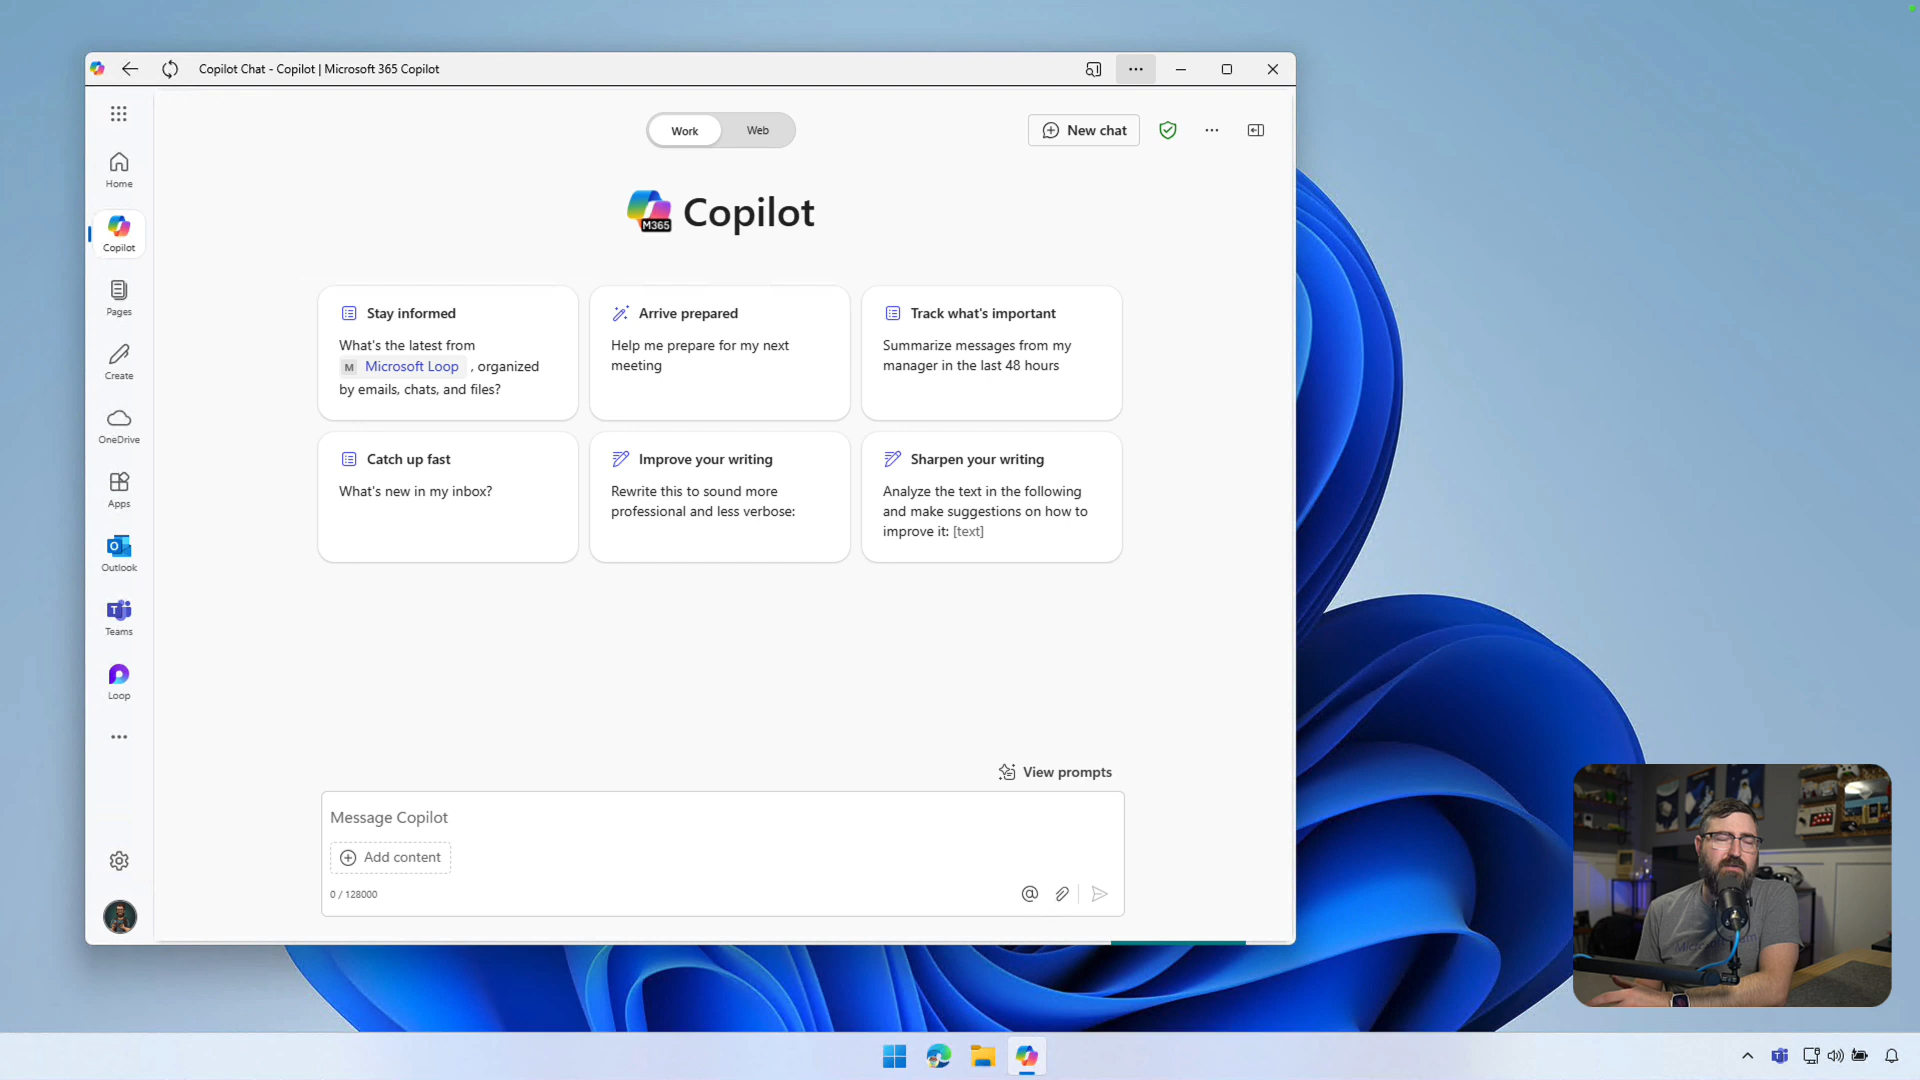 Copilot Chat - Copilot | Microsoft 365 Copilot
Work
Web
New chat
Home
Copilot
Pages
Create
OneDrive
Apps
Outlook
Teams
Loop
M365
Copilot
Stay informed
What's the latest from
M Microsoft Loop , organized
by emails, chats, and files?
Arrive prepared
Help me prepare for my next
meeting
Track what's important
Summarize messages from my
manager in the last 48 hours
Catch up fast
What's new in my inbox?
Improve your writing
Rewrite this to sound more
professional and less verbose:
Sharpen your writing
Analyze the text in the following
and make suggestions on how to
improve it: [text]
View prompts
Message Copilot
Add content
0 / 128000